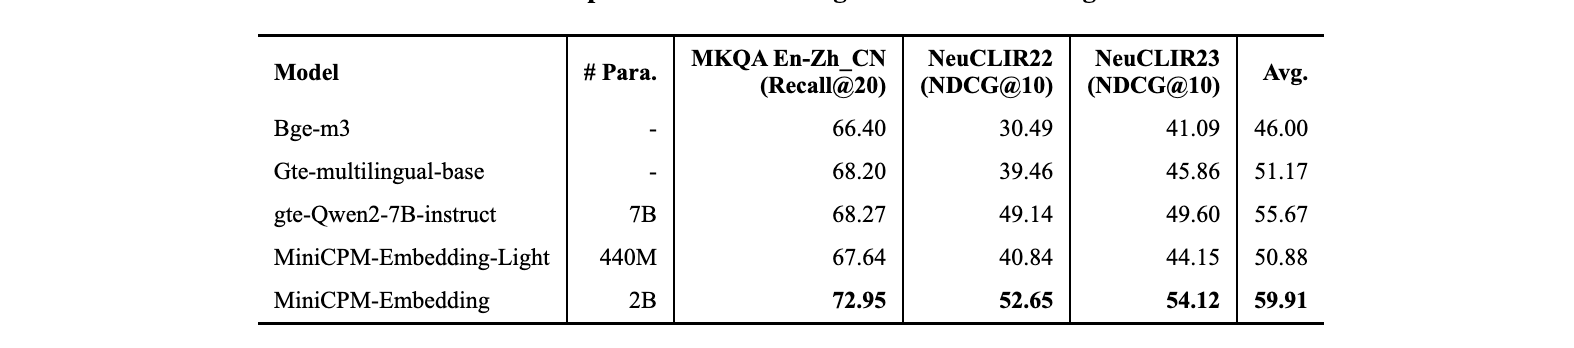 Model # Para. MKQA En-Zh_CN (Recall@20) NeuCLIR22 (NDCG@10) NeuCLIR23 (NDCG@10) Avg.
Bge-m3 - 66.40 30.49 41.09 46.00
Gte-multilingual-base - 68.20 39.46 45.86 51.17
gte-Qwen2-7B-instruct 7B 68.27 49.14 49.60 55.67
MiniCPM-Embedding-Light 440M 67.64 40.84 44.15 50.88
MiniCPM-Embedding 2B 72.95 52.65 54.12 59.91